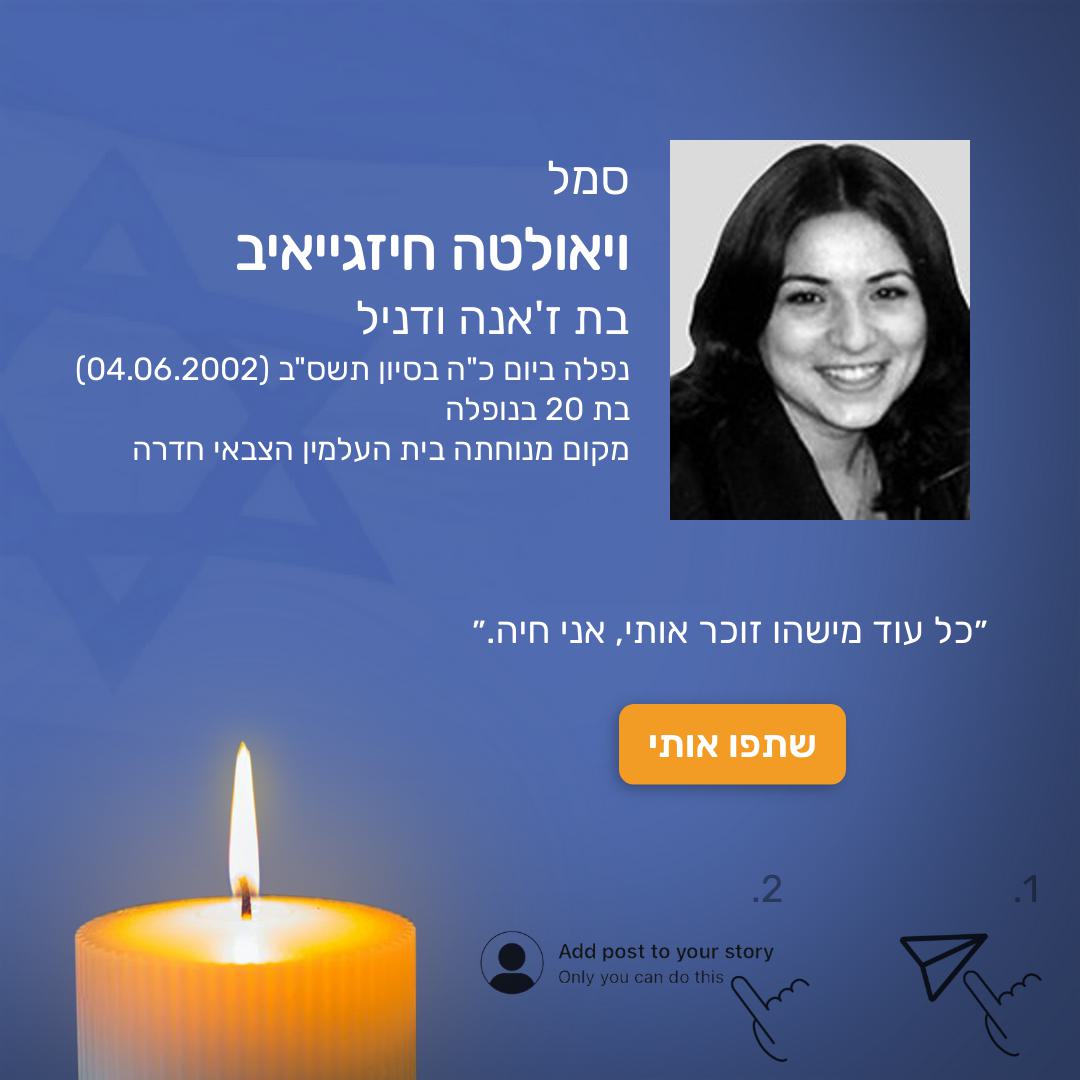 סמל
ויאולטה חיזגייאיב
בת ז'אנה ודניל
נפלה ביום כ"ה בסיון תשס"ב (04.06.2002)
בת 20 בנופלה
מקום מנוחתה בית העלמין הצבאי חדרה
״כל עוד מישהו זוכר אותי, אני חיה.״
שתפו אותי
1.
2.
Add post to your story
Only you can do this